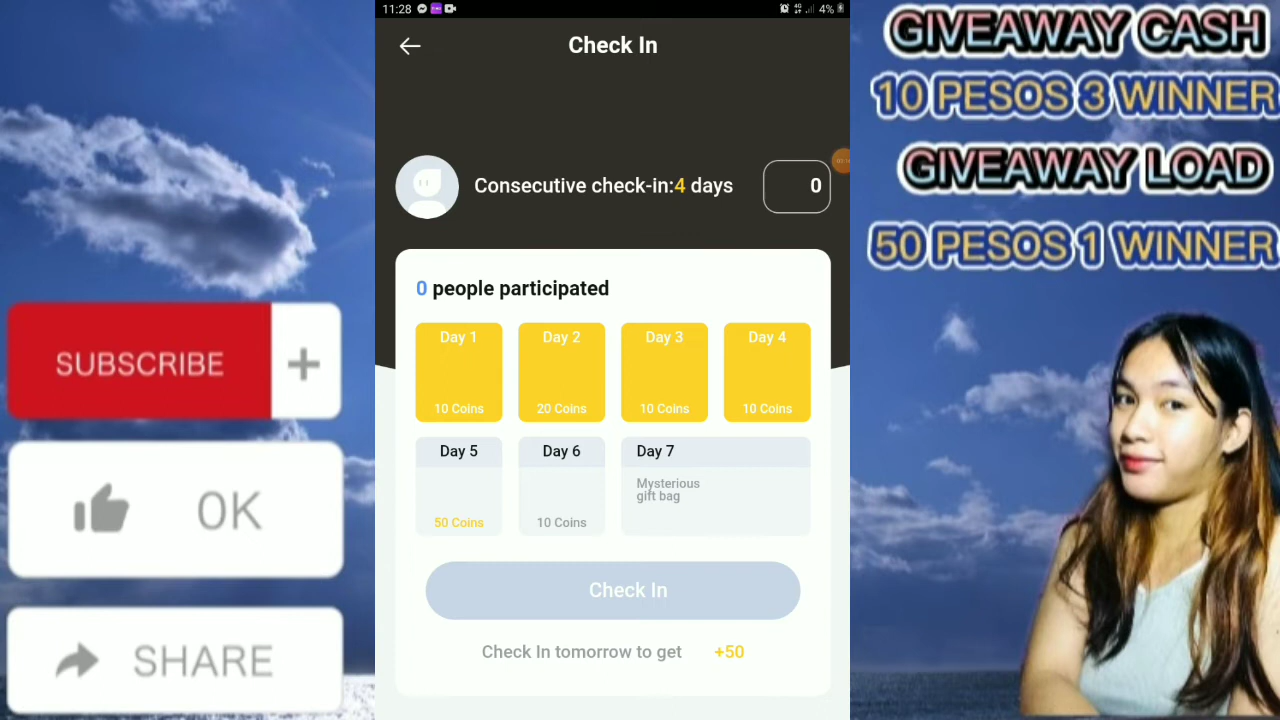 11:28
4G
4%
Check In
Consecutive check-in:4 days
0
0 people participated
Day 1
10 Coins
Day 2
20 Coins
Day 3
10 Coins
Day 4
10 Coins
Day 5
50 Coins
Day 6
10 Coins
Day 7
Mysterious
gift bag
Check In
Check In tomorrow to get +50
SUBSCRIBE +
0K
SHARE
GIVEAWAY CASH
10 PESOS 3 WINNER
GIVEAWAY LOAD
50 PESOS 1 WINNER